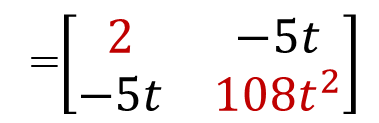 = [ 2 −5t
−5t 108t² ]